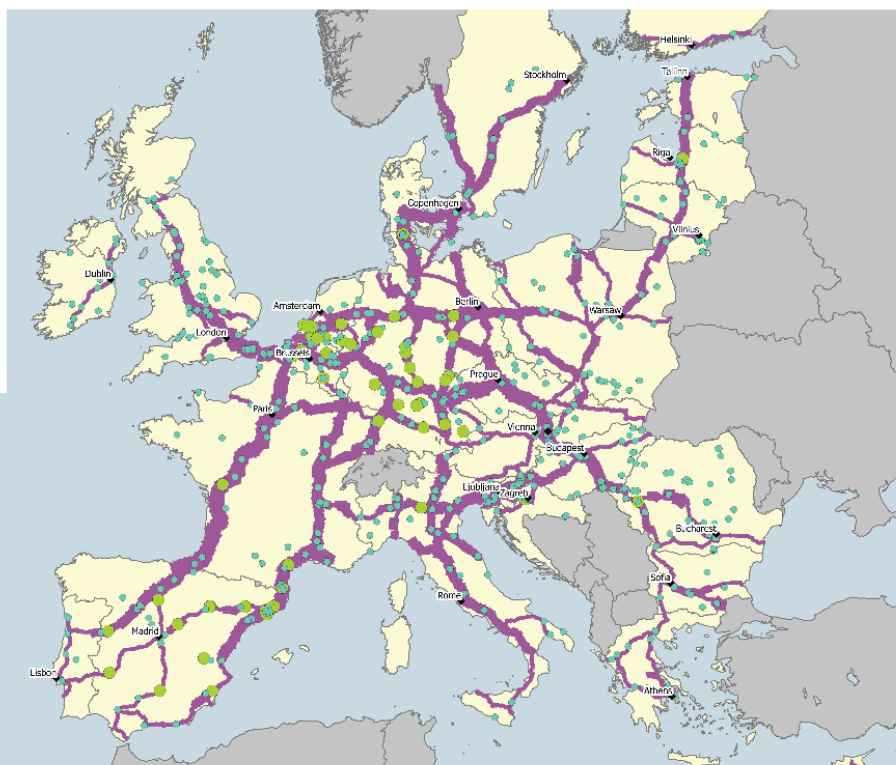 Helsinki
Tallinn
Stockholm
Riga
Copenhagen
Vilnius
Dublin
Amsterdam
Berlin
Warsaw
London
Brussels
Prague
Paris
Vienna
Budapest
Ljubljana
Zagreb
Bucharest
Sofia
Rome
Madrid
Lisbon
Athens